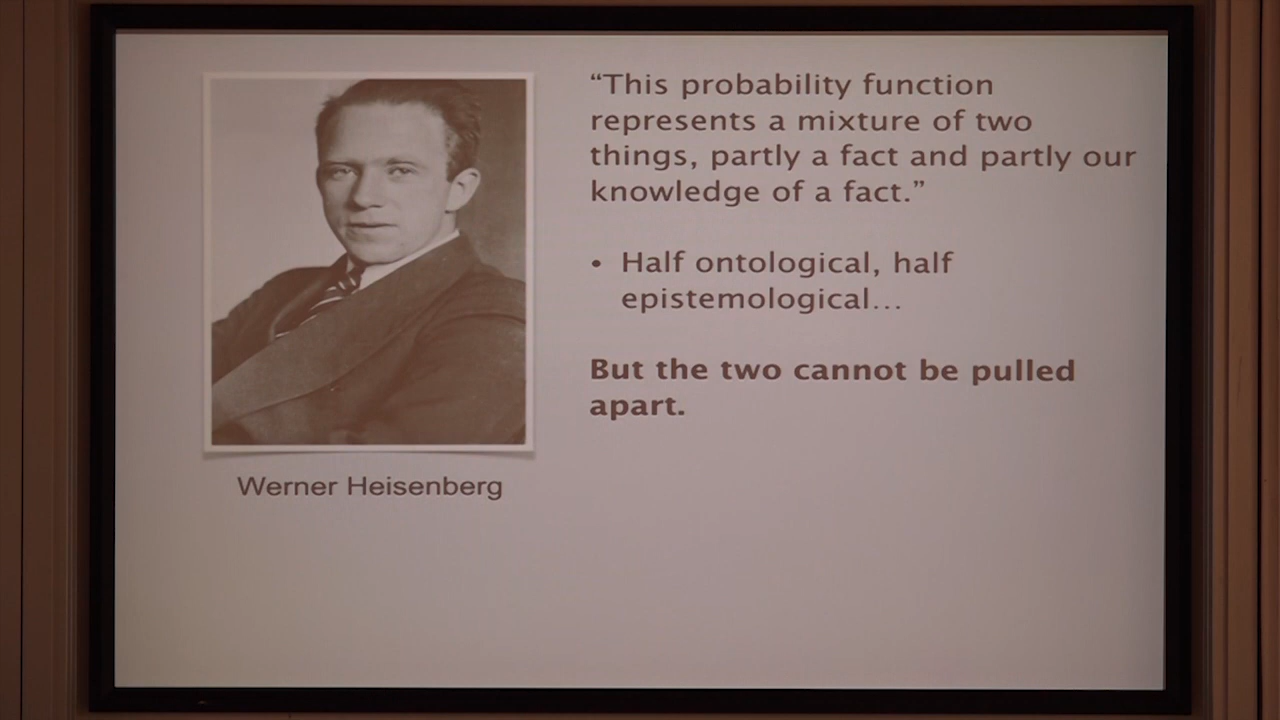 “This probability function
represents a mixture of two
things, partly a fact and partly our
knowledge of a fact.”
• Half ontological, half
epistemological…
But the two cannot be pulled
apart.
Werner Heisenberg